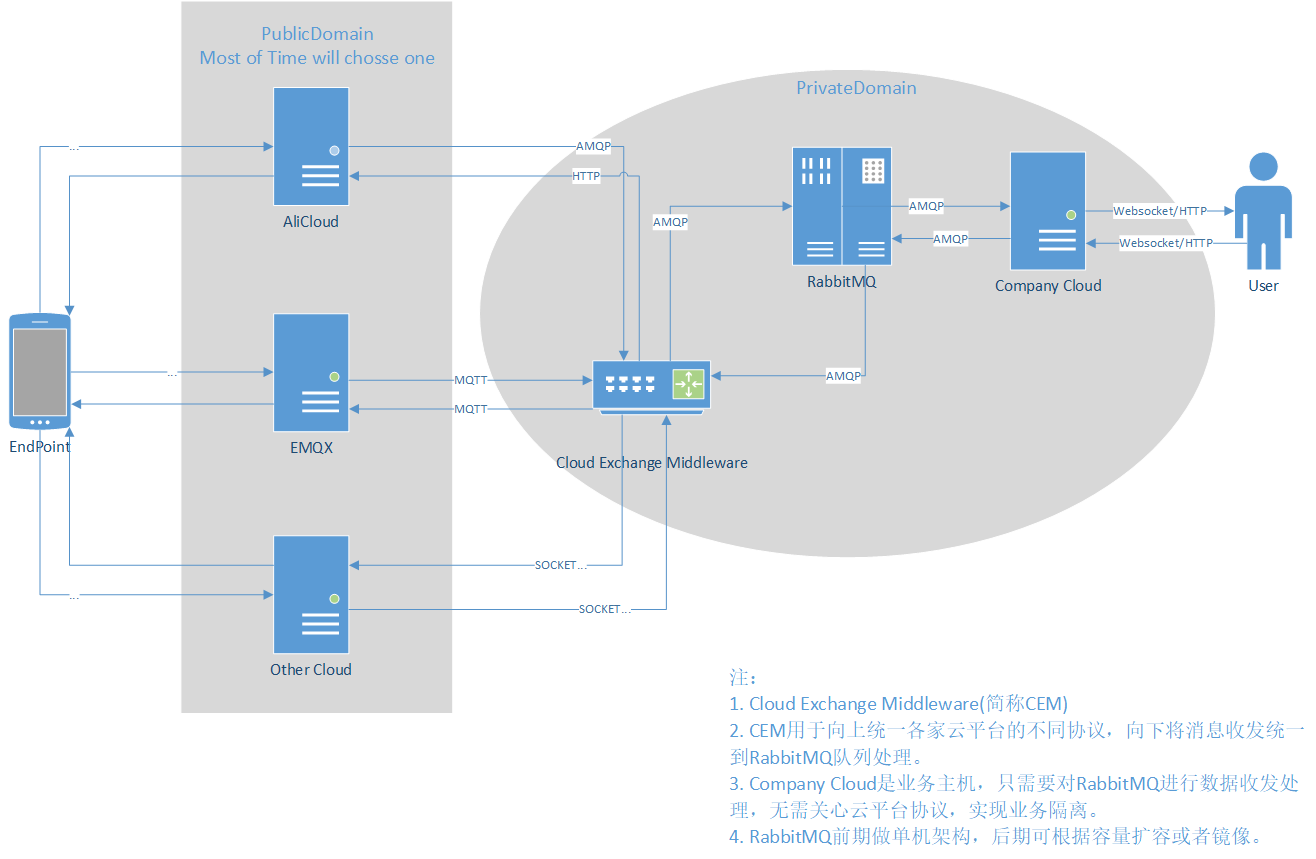 PublicDomain
Most of Time will chosse one
PrivateDomain
...
AMQP
HTTP
AliCloud
AMQP
AMQP
AMQP
RabbitMQ
Websocket/HTTP
Websocket/HTTP
Company Cloud
User
...
MQTT
MQTT
AMQP
EndPoint
EMQX
Cloud Exchange Middleware
SOCKET...
...
SOCKET...
Other Cloud
注：
1. Cloud Exchange Middleware(简称CEM)
2. CEM用于向上统一各家云平台的不同协议，向下将消息收发统一
到RabbitMQ队列处理。
3. Company Cloud是业务主机，只需要对RabbitMQ进行数据收发处
理，无需关心云平台协议，实现业务隔离。
4. RabbitMQ前期做单机架构，后期可根据容量扩容或者镜像。